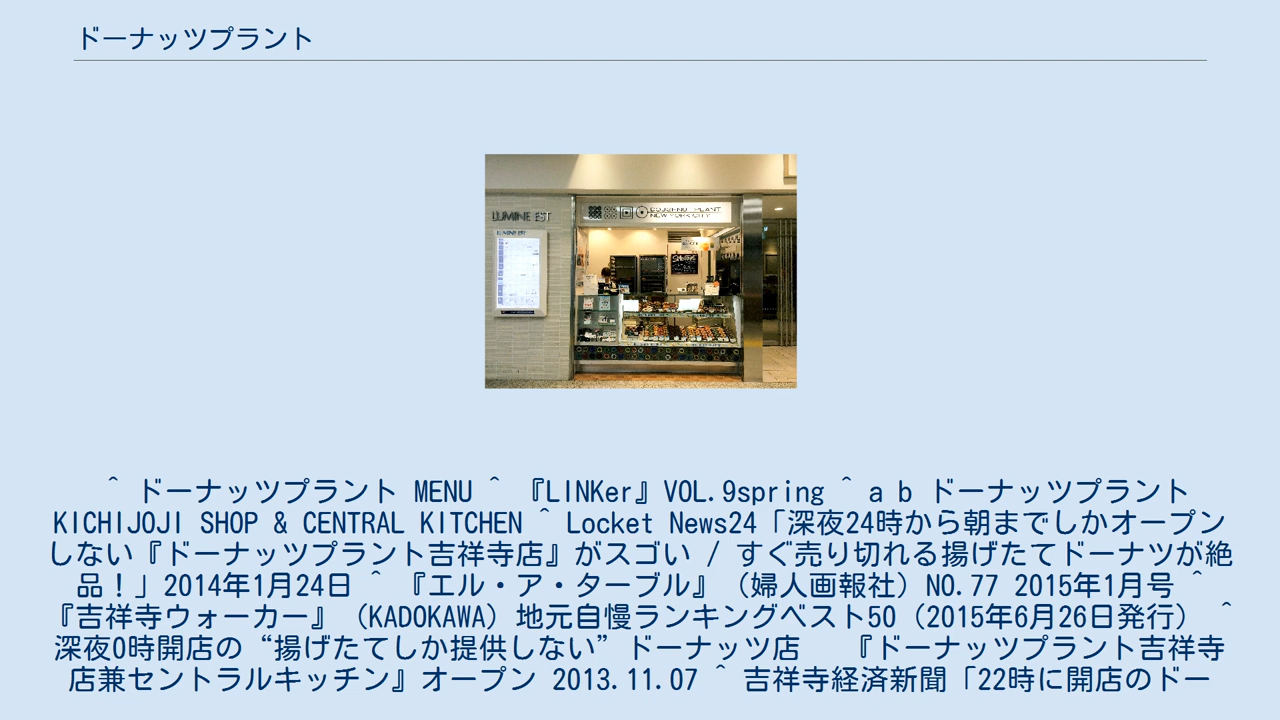 ドーナッツプラント
LUMINE EST
LUMINE EST
DOUGHNUT PLANT
NEW YORK CITY
^ ドーナッツプラント MENU ^ 『LINKer』VOL.9spring ^ a b ドーナッツプラント
KICHIJOJI SHOP & CENTRAL KITCHEN ^ Locket News24「深夜24時から朝までしかオープン
しない『ドーナッツプラント吉祥寺店』がスゴい / すぐ売り切れる揚げたてドーナツが絶
品！」2014年1月24日 ^ 『エル・ア・ターブル』（婦人画報社）NO.77 2015年1月号 ^
『吉祥寺ウォーカー』（KADOKAWA）地元自慢ランキングベスト50（2015年6月26日発行） ^
深夜0時開店の“揚げたてしか提供しない”ドーナッツ店　『ドーナッツプラント吉祥寺
店兼セントラルキッチン』オープン 2013.11.07 ^ 吉祥寺経済新聞「22時に開店のドー